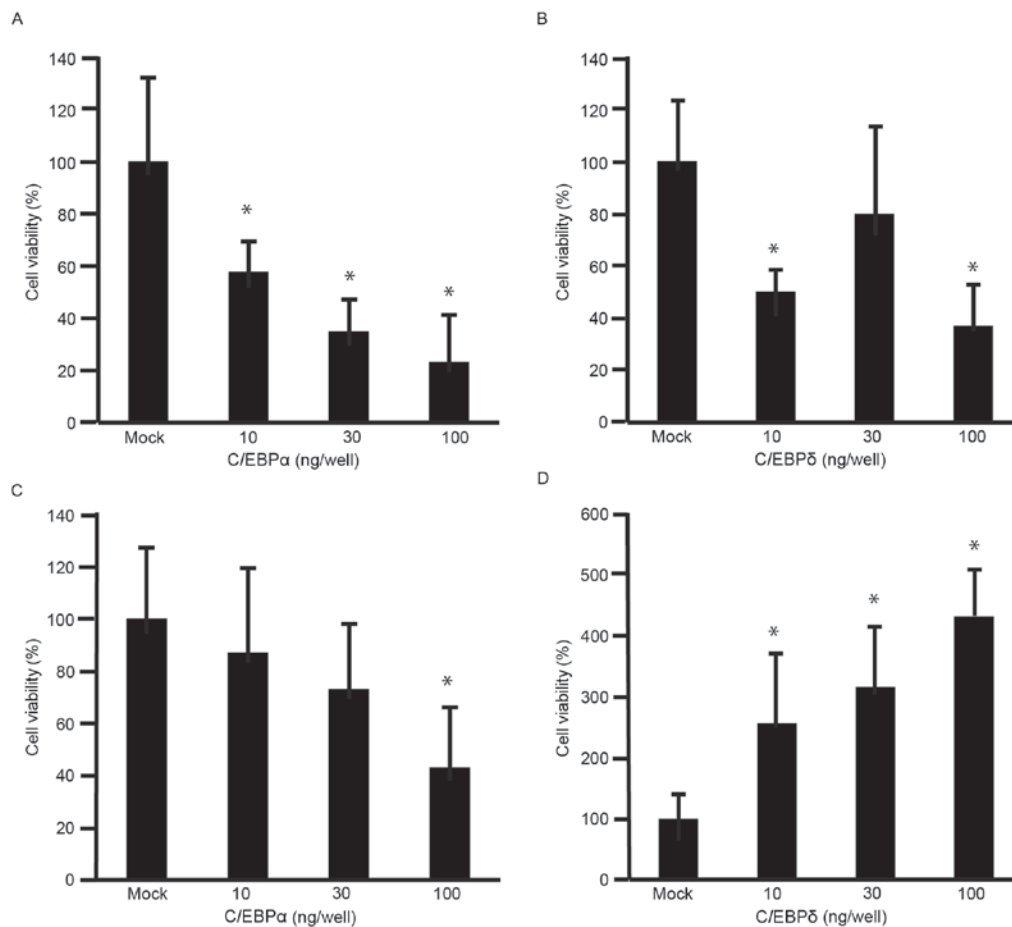 A
Cell viability (%)
140
120
100
80
60
40
20
0
*
*
*
Mock 10 30 100
C/EBPα (ng/well)
B
Cell viability (%)
140
120
100
80
60
40
20
0
*
*
Mock 10 30 100
C/EBPδ (ng/well)
C
Cell viability (%)
140
120
100
80
60
40
20
0
*
Mock 10 30 100
C/EBPα (ng/well)
D
Cell viability (%)
600
500
400
300
200
100
0
*
*
*
Mock 10 30 100
C/EBPδ (ng/well)